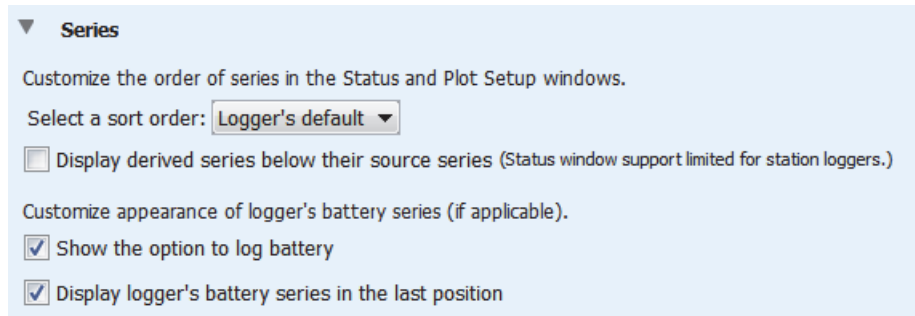 Series
Customize the order of series in the Status and Plot Setup windows.
Select a sort order: Logger's default
Display derived series below their source series (Status window support limited for station loggers.)
Customize appearance of logger's battery series (if applicable).
Show the option to log battery
Display logger's battery series in the last position